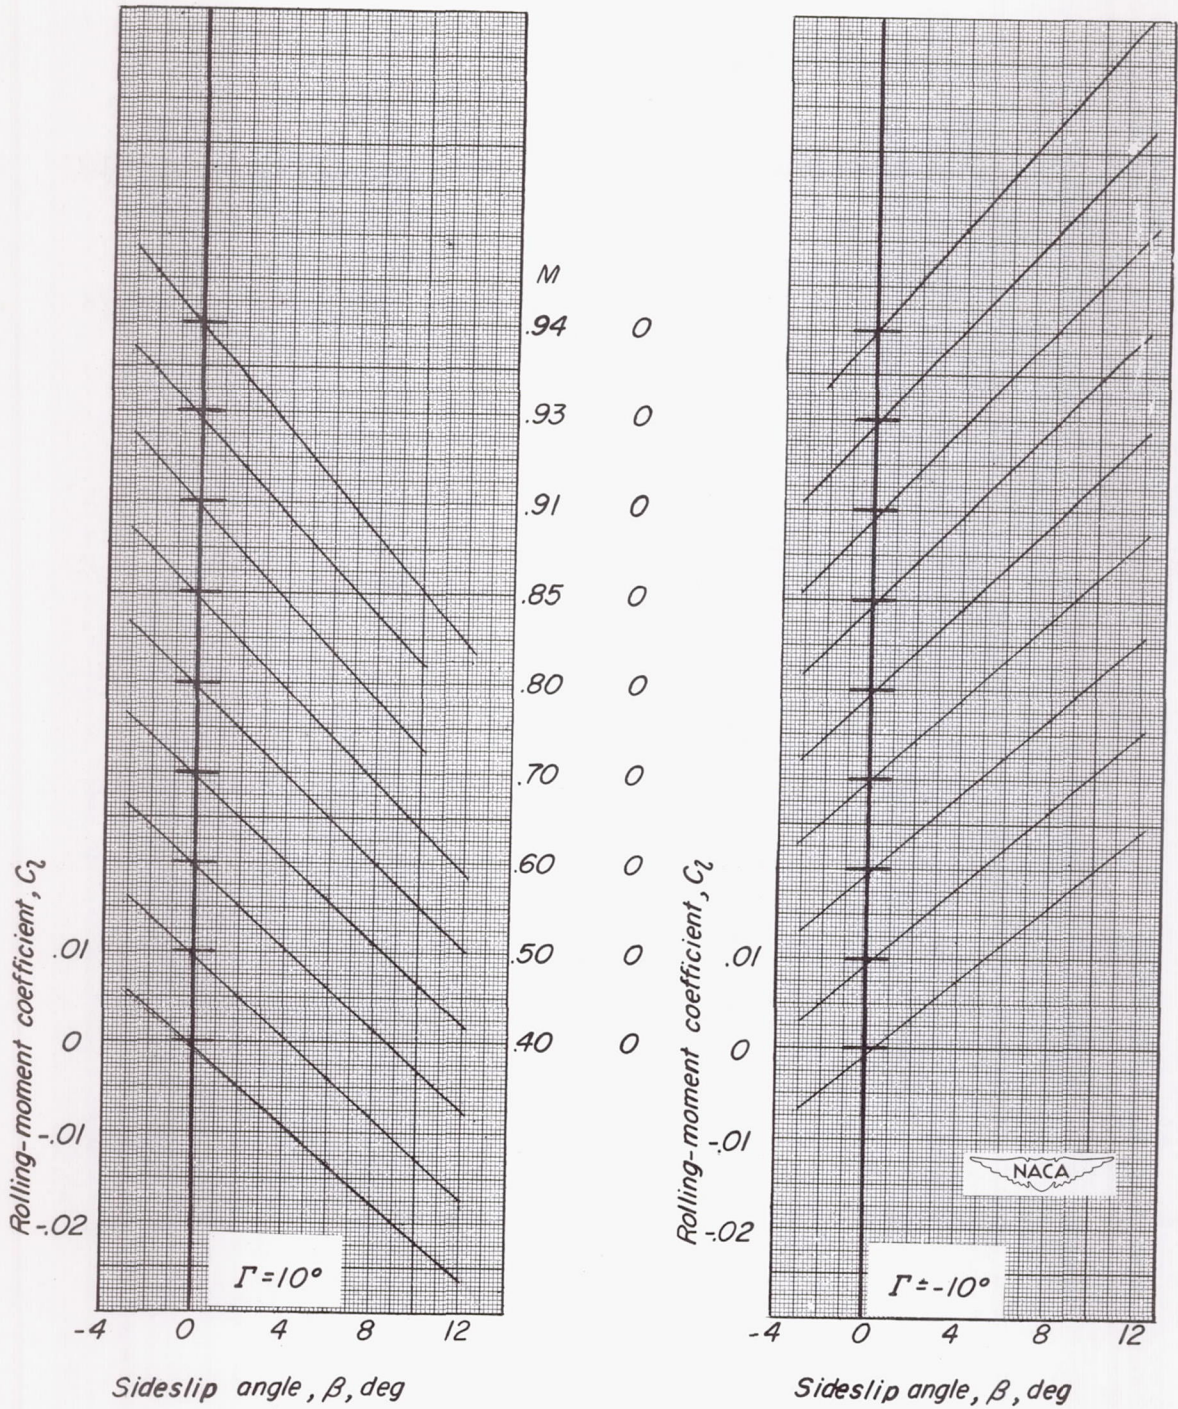 M
.94 0
.93 0
.91 0
.85 0
.80 0
.70 0
.60 0
.50 0
.40 0
Rolling-moment coefficient, Cl
.01
0
-.01
-.02
Γ=10°
-4 0 4 8 12
Sideslip angle, β, deg
Rolling-moment coefficient, Cl
.01
0
-.01
-.02
NACA
Γ=-10°
-4 0 4 8 12
Sideslip angle, β, deg